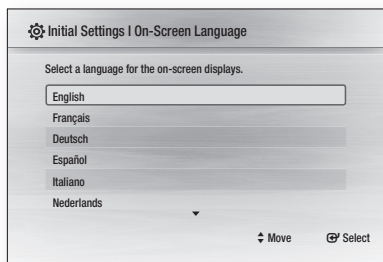 Initial Settings I On-Screen Language
Select a language for the on-screen displays.
English
Français
Deutsch
Español
Italiano
Nederlands
Move Select